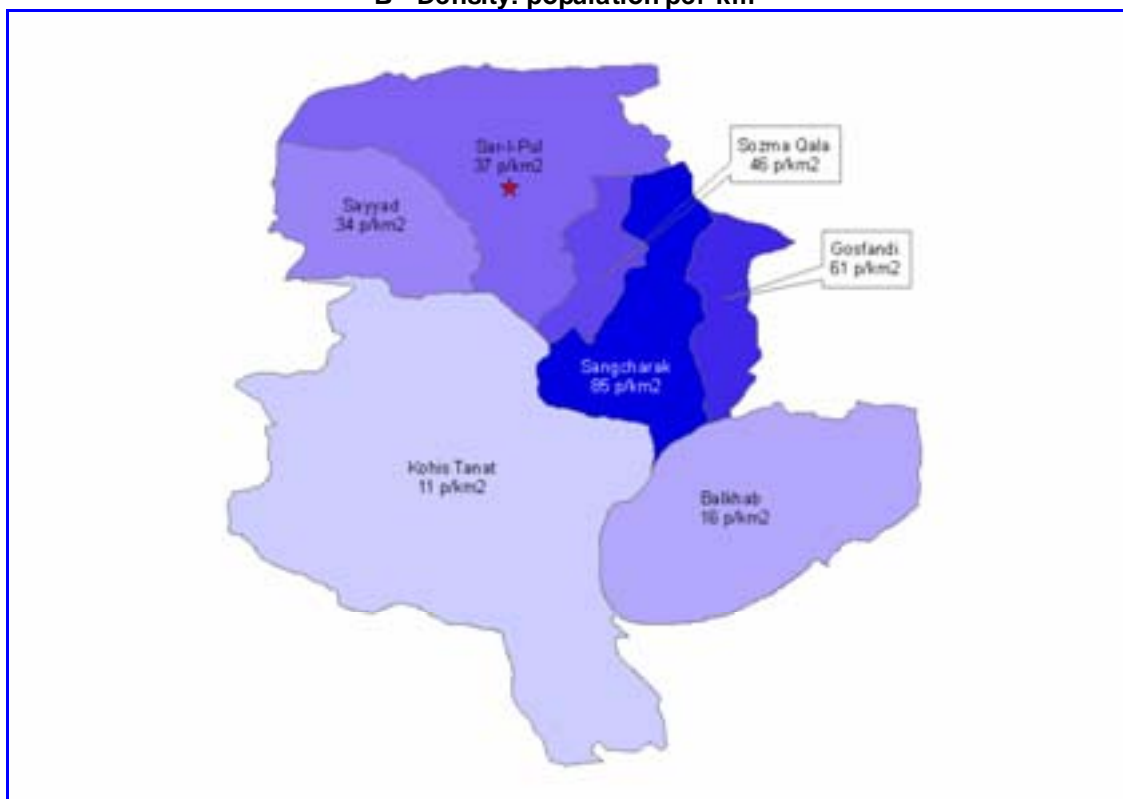 B - Density: population per km
Sar-I-Pul
37 p/km2
Sozma Qala
46 p/km2
Sayyad
34 p/km2
Gosfandi
61 p/km2
Sangcharak
85 p/km2
Kohis Tanat
11 p/km2
Balkhab
16 p/km2